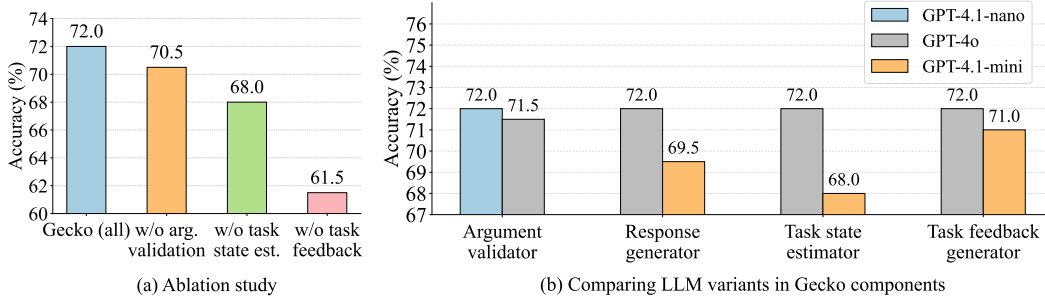 74
72
70
68
66
64
62
60
Accuracy (%)
72.0
70.5
68.0
61.5
Gecko (all)
w/o arg.
validation
w/o task
state est.
w/o task
feedback
(a) Ablation study
76
75
74
73
72
71
70
69
68
67
Accuracy (%)
GPT-4.1-nano
GPT-4o
GPT-4.1-mini
72.0
71.5
72.0
69.5
72.0
68.0
72.0
71.0
Argument
validator
Response
generator
Task state
estimator
Task feedback
generator
(b) Comparing LLM variants in Gecko components